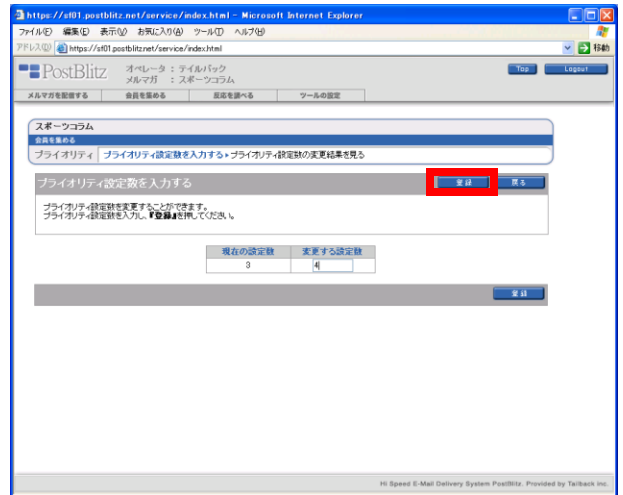 https://sf01.postblitz.net/service/index.html - Microsoft Internet Explorer
ファイル(F) 編集(E) 表示(V) お気に入り(A) ツール(T) ヘルプ(H)
アドレス(D) https://sf01.postblitz.net/service/index.html 移動
PostBlitz オペレータ : テイルバック Top Logout
メルマガ : スポーツコラム
メルマガを配信する 会員を集める 反応を調べる ツールの設定
スポーツコラム
会員を集める
プライオリティ プライオリティ設定数を入力する プライオリティ設定数の変更結果を見る
プライオリティ設定数を入力する 登録 戻る
プライオリティ設定数を変更することができます。
プライオリティ設定数を入力し、『登録』を押してください。
現在の設定数 変更する設定数
3 4
登録
Hi Speed E-Mail Delivery System PostBlitz. Provided by Tailback inc.